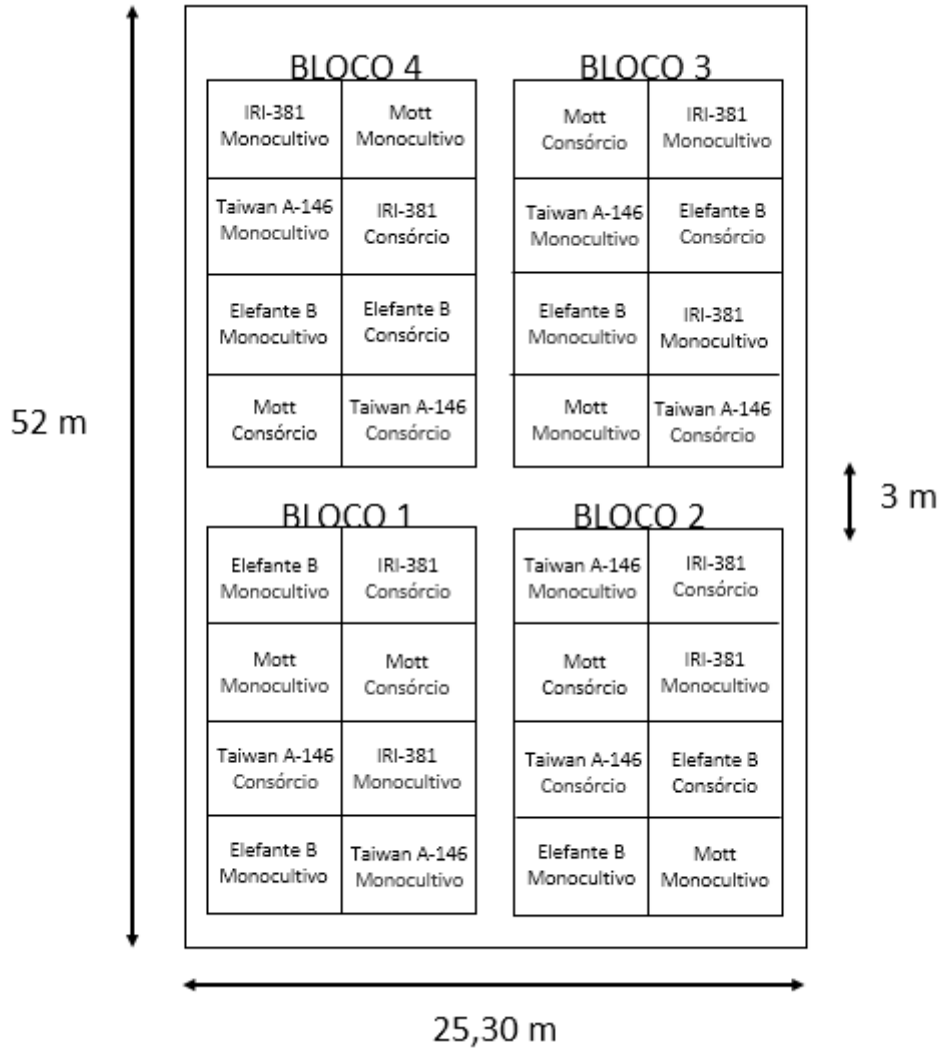 BLOCO 4
IRI-381
Monocultivo
Mott
Monocultivo
Taiwan A-146
Monocultivo
IRI-381
Consórcio
Elefante B
Monocultivo
Elefante B
Consórcio
Mott
Consórcio
Taiwan A-146
Consórcio
BLOCO 3
Mott
Consórcio
IRI-381
Monocultivo
Taiwan A-146
Monocultivo
Elefante B
Consórcio
Elefante B
Monocultivo
IRI-381
Monocultivo
Mott
Monocultivo
Taiwan A-146
Consórcio
52 m
3 m
BLOCO 1
Elefante B
Monocultivo
IRI-381
Consórcio
Mott
Monocultivo
Mott
Consórcio
Taiwan A-146
Consórcio
IRI-381
Monocultivo
Elefante B
Monocultivo
Taiwan A-146
Monocultivo
BLOCO 2
Taiwan A-146
Monocultivo
IRI-381
Consórcio
Mott
Consórcio
IRI-381
Monocultivo
Taiwan A-146
Consórcio
Elefante B
Consórcio
Elefante B
Monocultivo
Mott
Monocultivo
25,30 m